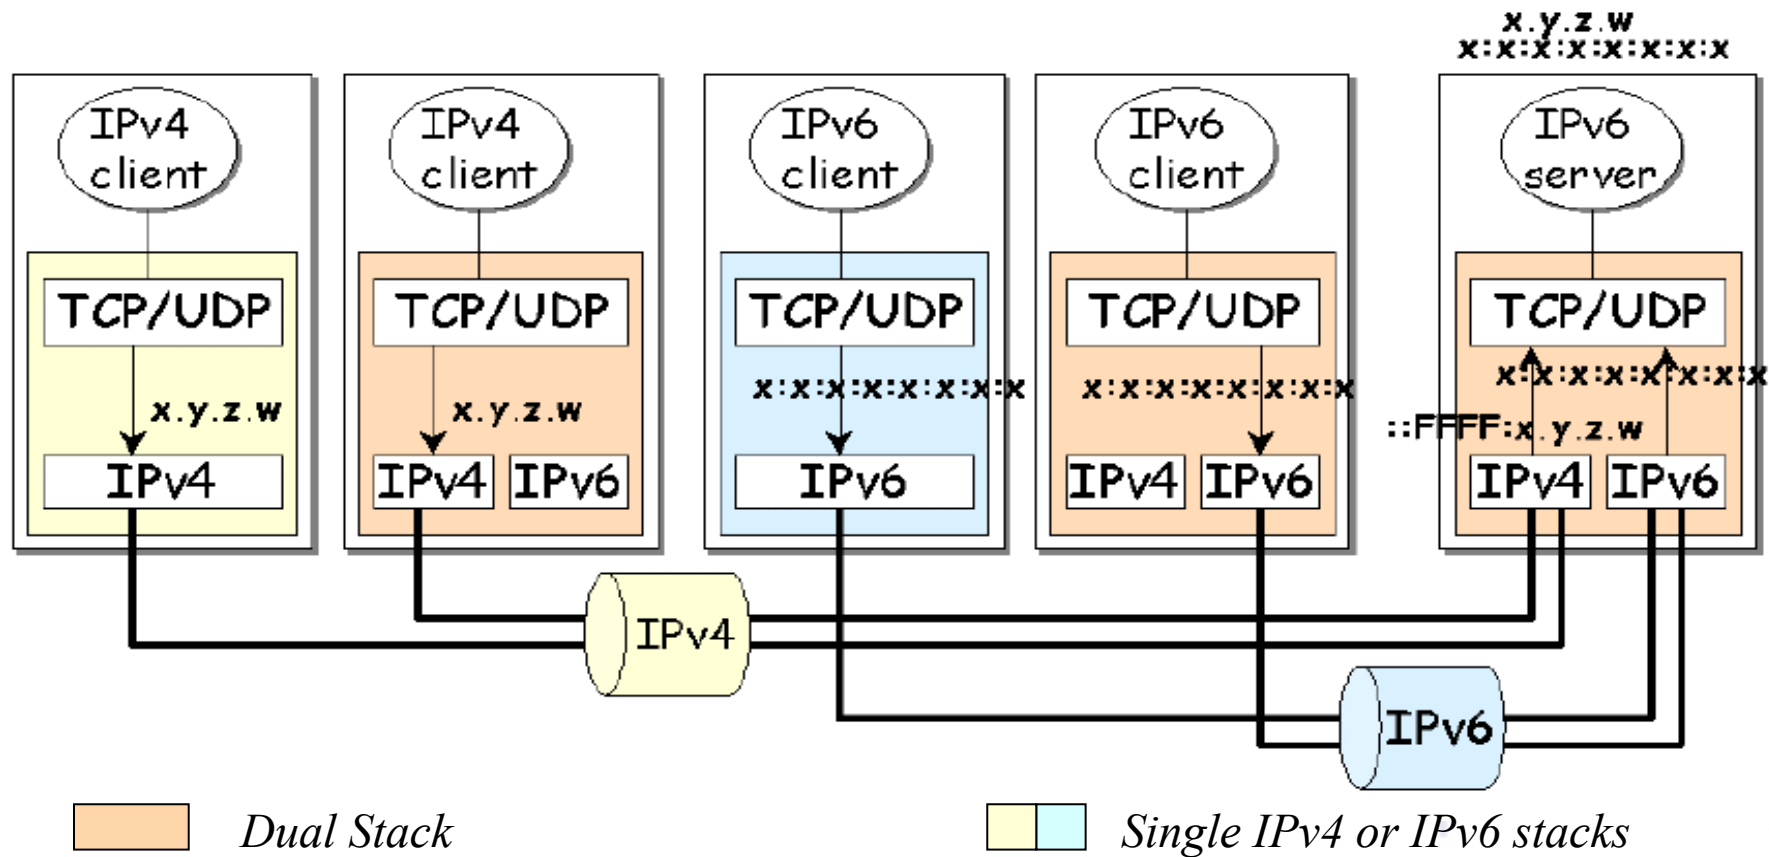 x.y.z.w
x:x:x:x:x:x:x:x
IPv4
client
IPv4
client
IPv6
client
IPv6
client
IPv6
server
TCP/UDP
TCP/UDP
TCP/UDP
TCP/UDP
TCP/UDP
x.y.z.w
x.y.z.w
x:x:x:x:x:x:x:x
x:x:x:x:x:x:x:x
x:x:x:x:x:x:x:x
::FFFF:x.y.z.w
IPv4
IPv4
IPv6
IPv6
IPv4
IPv6
IPv4
IPv6
IPv4
IPv6
Dual Stack
Single IPv4 or IPv6 stacks